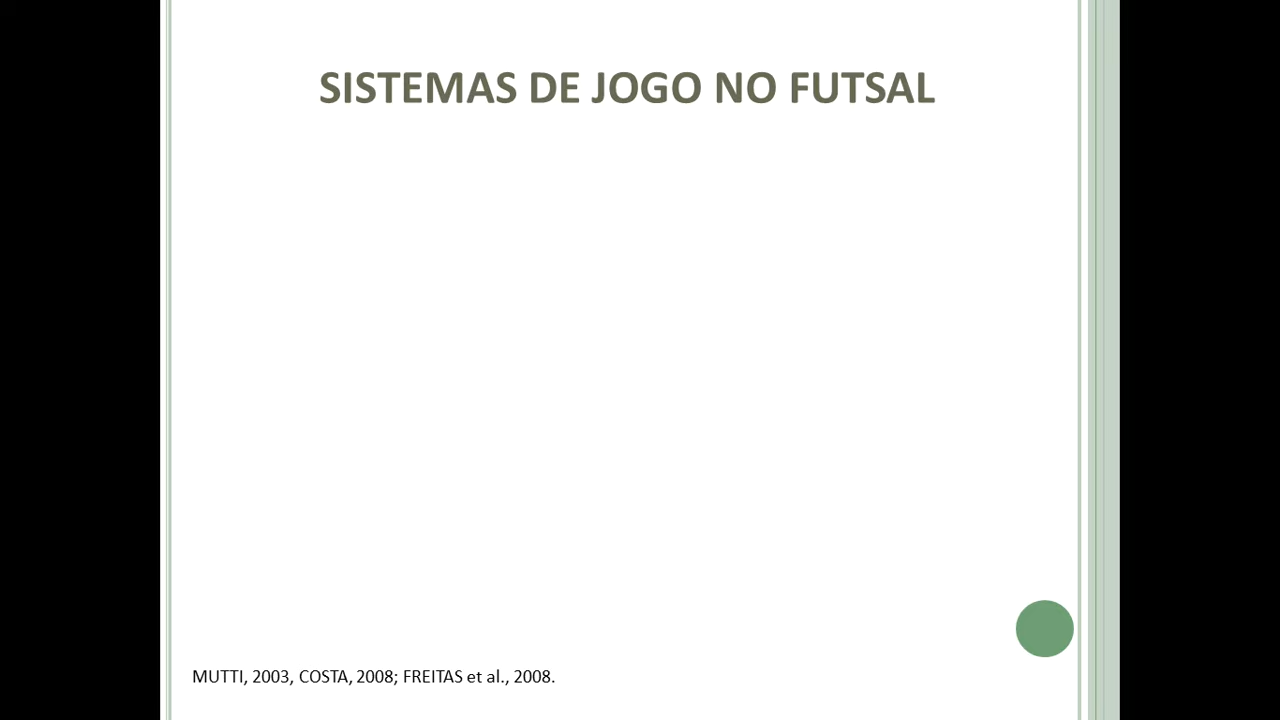 SISTEMAS DE JOGO NO FUTSAL
MUTTI, 2003, COSTA, 2008; FREITAS et al., 2008.